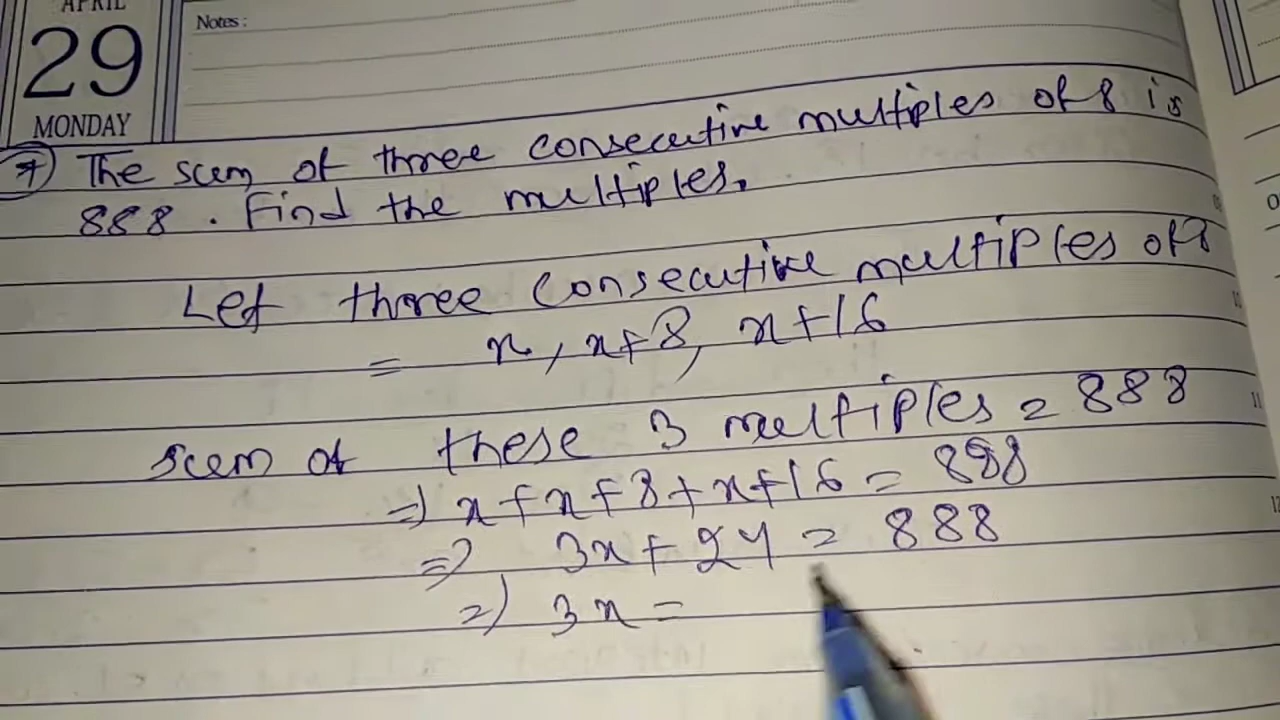 APRIL
29
MONDAY
Notes :
7) The sum of three consecutive multiples of 8 is
888. Find the multiples.
Let three consecutive multiples of 8
= x, x+8, x+16
sum of these 3 multiples = 888
=) x+x+8+x+16 = 888
=) 3x+24 = 888
=) 3x =
11